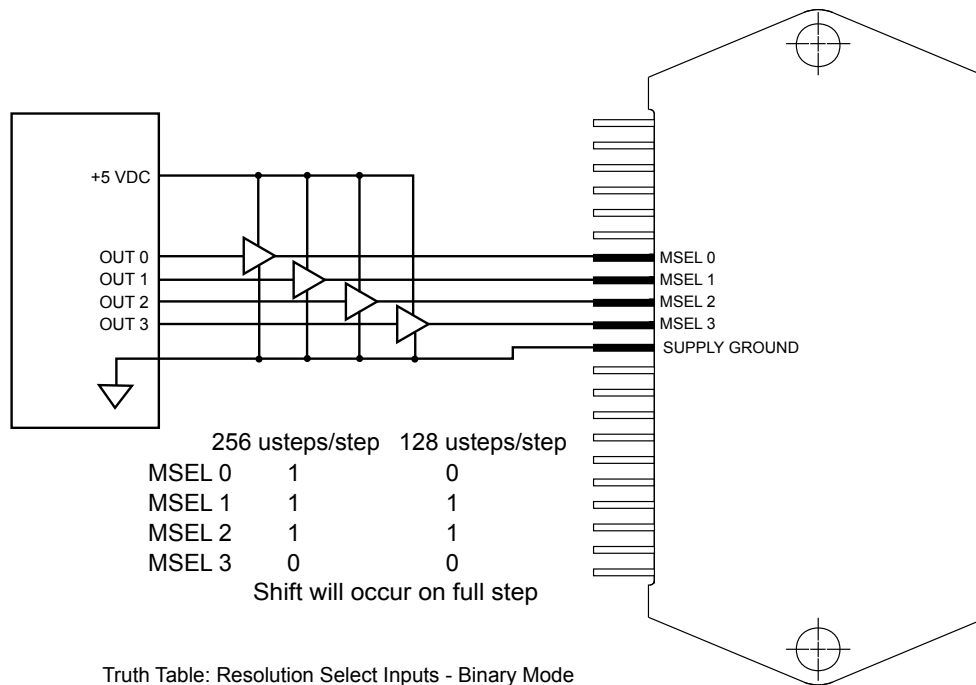 +5 VDC
OUT 0
OUT 1
OUT 2
OUT 3
MSEL 0
MSEL 1
MSEL 2
MSEL 3
SUPPLY GROUND
256 usteps/step 128 usteps/step
MSEL 0 1 0
MSEL 1 1 1
MSEL 2 1 1
MSEL 3 0 0
Shift will occur on full step
Truth Table: Resolution Select Inputs - Binary Mode